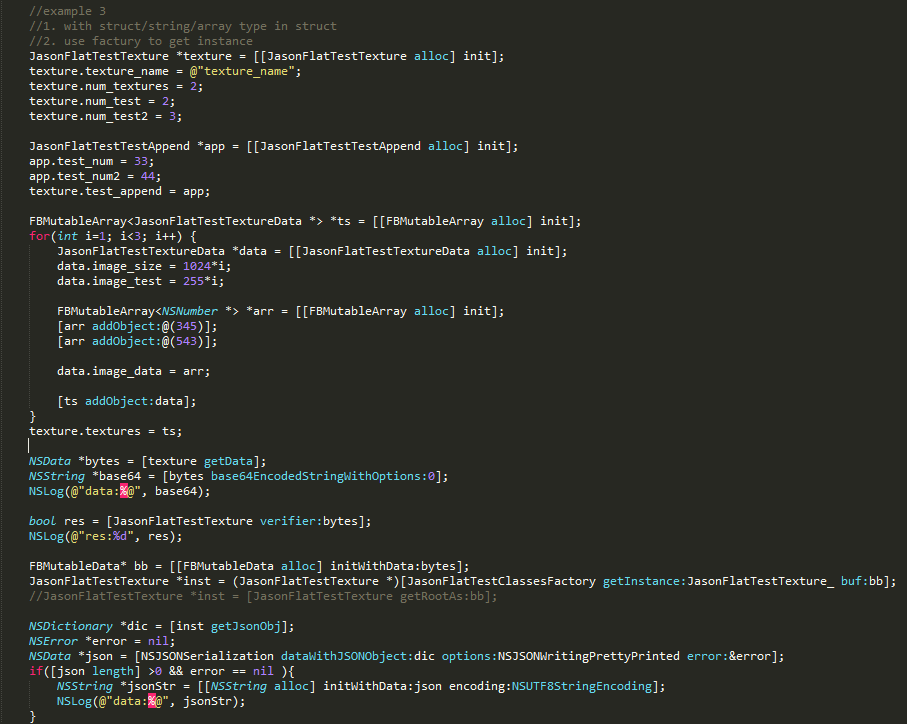 //example 3
//1. with struct/string/array type in struct
//2. use factury to get instance
JasonFlatTestTexture *texture = [[JasonFlatTestTexture alloc] init];
texture.texture_name = @"texture_name";
texture.num_textures = 2;
texture.num_test = 2;
texture.num_test2 = 3;
JasonFlatTestTestAppend *app = [[JasonFlatTestTestAppend alloc] init];
app.test_num = 33;
app.test_num2 = 44;
texture.test_append = app;
FBMutableArray<JasonFlatTestTextureData *> *ts = [[FBMutableArray alloc] init];
for(int i=1; i<3; i++) {
JasonFlatTestTextureData *data = [[JasonFlatTestTextureData alloc] init];
data.image_size = 1024*i;
data.image_test = 255*i;
FBMutableArray<NSNumber *> *arr = [[FBMutableArray alloc] init];
[arr addObject:@(345)];
[arr addObject:@(543)];
data.image_data = arr;
[ts addObject:data];
}
texture.textures = ts;
NSData *bytes = [texture getData];
NSString *base64 = [bytes base64EncodedStringWithOptions:0];
NSLog(@"data:%@", base64);
bool res = [JasonFlatTestTexture verifier:bytes];
NSLog(@"res:%d", res);
FBMutableData* bb = [[FBMutableData alloc] initWithData:bytes];
JasonFlatTestTexture *inst = (JasonFlatTestTexture *)[JasonFlatTestClassesFactory getInstance:JasonFlatTestTexture_ buf:bb];
//JasonFlatTestTexture *inst = [JasonFlatTestTexture getRootAs:bb];
NSDictionary *dic = [inst getJsonObj];
NSError *error = nil;
NSData *json = [NSJSONSerialization dataWithJSONObject:dic options:NSJSONWritingPrettyPrinted error:&error];
if([json length] >0 && error == nil ){
NSString *jsonStr = [[NSString alloc] initWithData:json encoding:NSUTF8StringEncoding];
NSLog(@"data:%@", jsonStr);
}